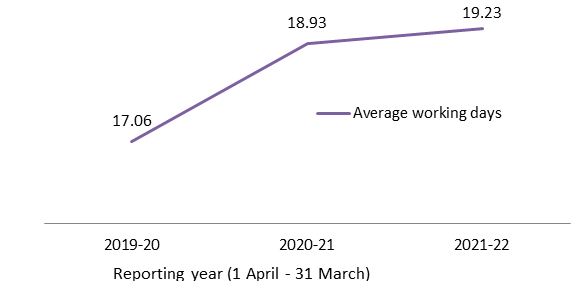 19.23
18.93
17.06
Average working days
2019-20 2020-21 2021-22
Reporting year (1 April - 31 March)